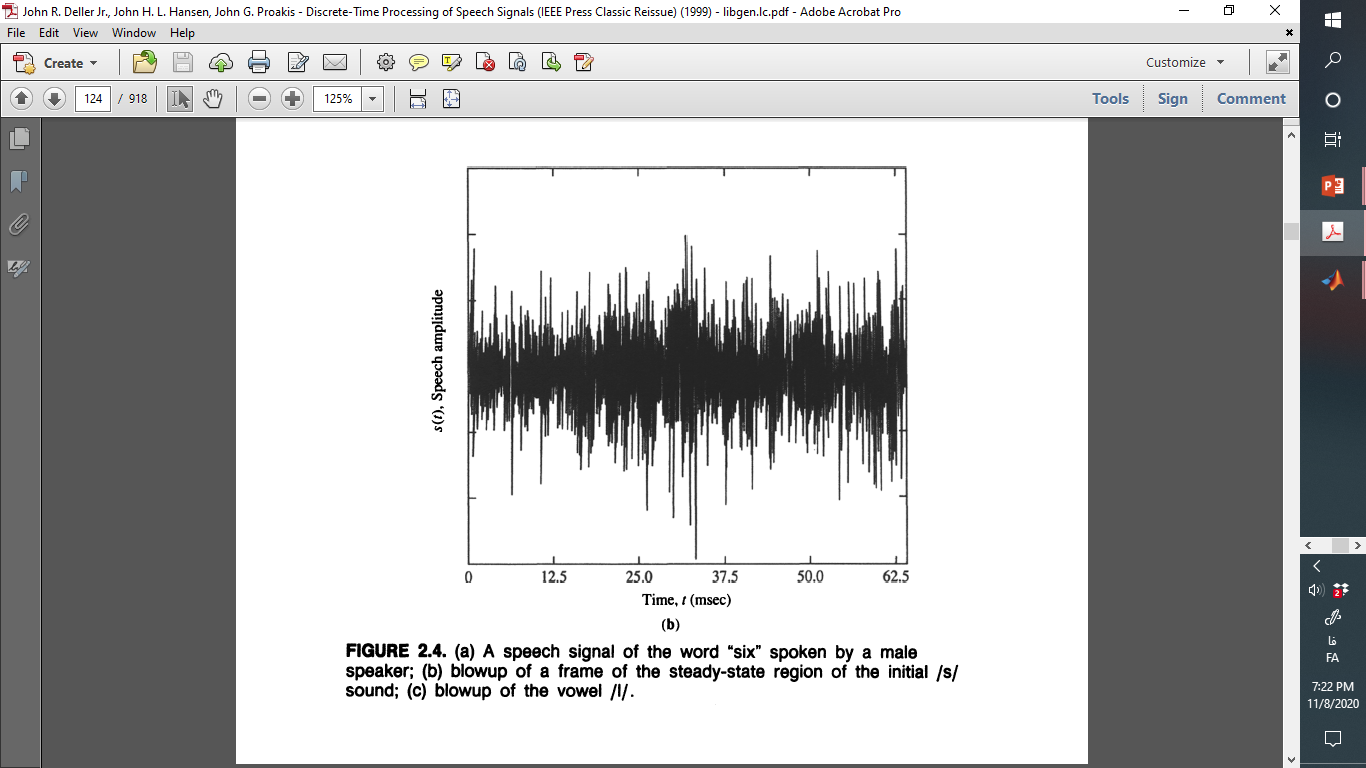 John R. Deller Jr., John H. L. Hansen, John G. Proakis - Discrete-Time Processing of Speech Signals (IEEE Press Classic Reissue) (1999) - libgen.lc.pdf - Adobe Acrobat Pro
File Edit View Window Help
Create
Customize
124 / 918
125%
Tools Sign Comment
s(t), Speech amplitude
0 12.5 25.0 37.5 50.0 62.5
Time, t (msec)
(b)
FIGURE 2.4. (a) A speech signal of the word “six” spoken by a male
speaker; (b) blowup of a frame of the steady-state region of the initial /s/
sound; (c) blowup of the vowel /I/.
2
فا
FA
7:22 PM
11/8/2020